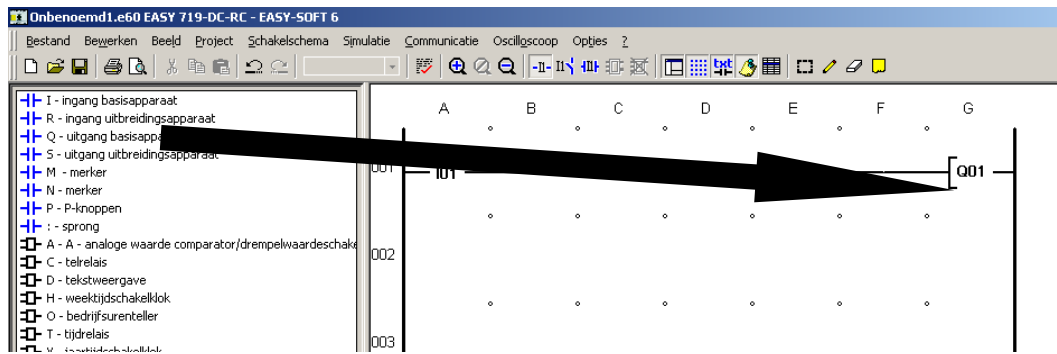 Onbenoemd1.e60 EASY 719-DC-RC - EASY-SOFT 6
Bestand Bewerken Beeld Project Schakelschema Simulatie Communicatie Oscilloscoop Opties ?
txt
I - ingang basisapparaat
R - ingang uitbreidingsapparaat
Q - uitgang basisappa
S - uitgang uitbreidingsapparaat
M - merker
N - merker
P - P-knoppen
: - sprong
A - A - analoge waarde comparator/drempelwaardeschake
C - telrelais
D - tekstweergave
H - weektijdschakelklok
O - bedrijfsurenteller
T - tijdrelais
Y - jaartijdschakelklok
A B C D E F G
001 I01 Q01
002
003